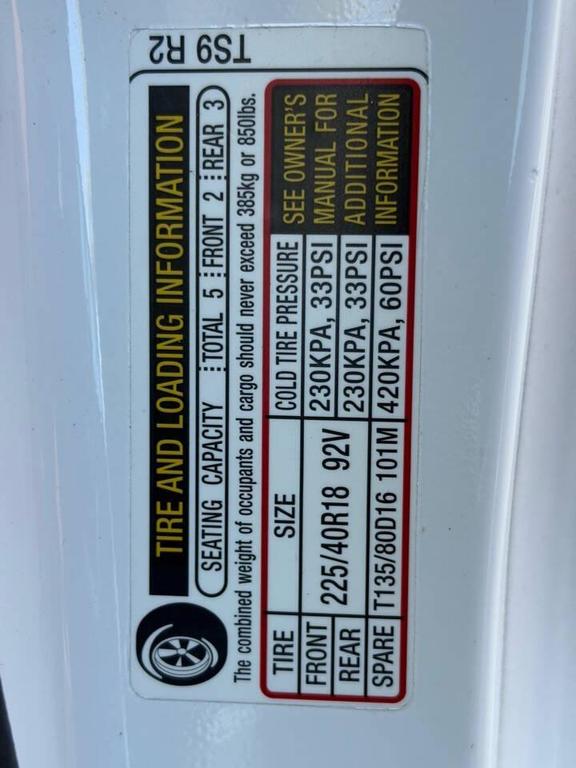 TS9 R2
TIRE AND LOADING INFORMATION
SEATING CAPACITY TOTAL 5 FRONT 2 REAR 3
The combined weight of occupants and cargo should never exceed 385kg or 850lbs.
TIRE SIZE COLD TIRE PRESSURE SEE OWNER'S
FRONT 225/40R18 92V 230KPA, 33PSI MANUAL FOR
REAR 230KPA, 33PSI ADDITIONAL
SPARE T135/80D16 101M 420KPA, 60PSI INFORMATION